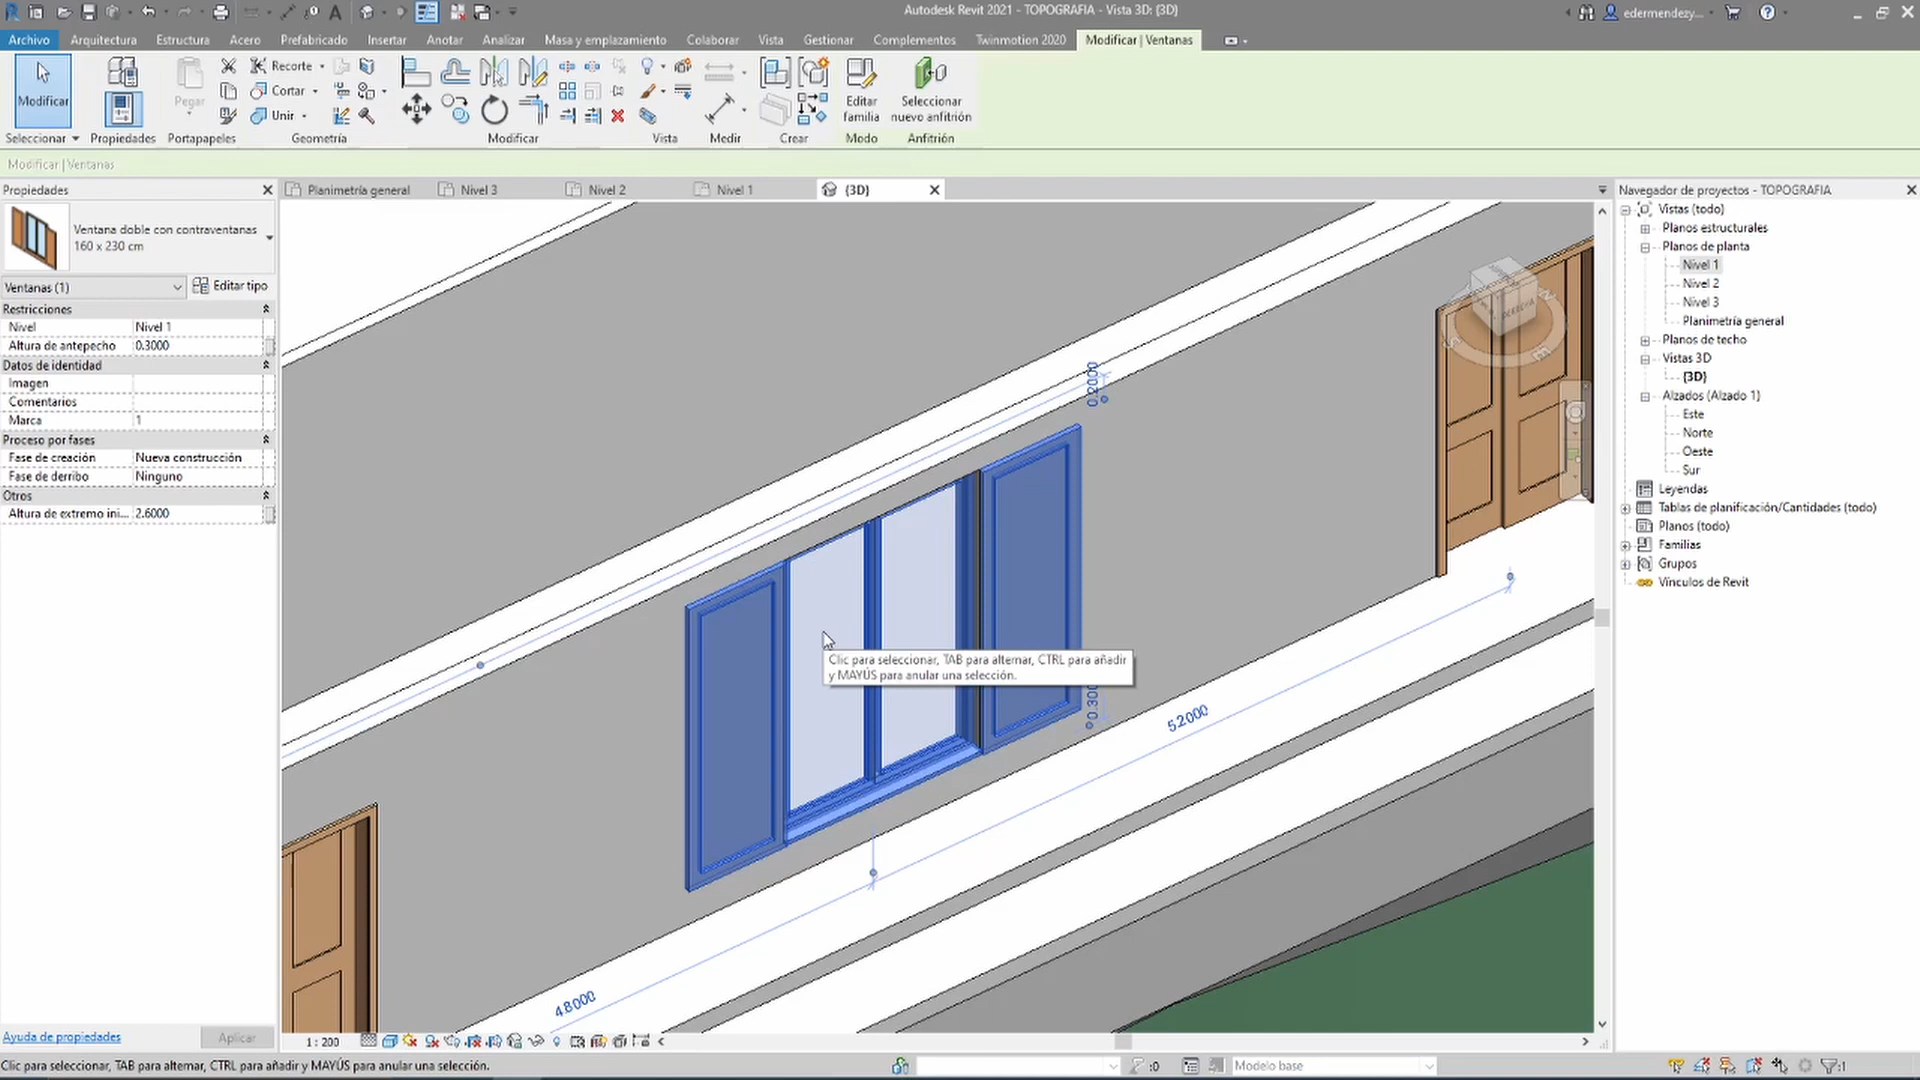 Autodesk Revit 2021 - TOPOGRAFIA - Vista 3D: {3D}
edermendezy...
Archivo
Arquitectura
Estructura
Acero
Prefabricado
Insertar
Anotar
Analizar
Masa y emplazamiento
Colaborar
Vista
Gestionar
Complementos
Twinmotion 2020
Modificar | Ventanas
Modificar
Pegar
Recorte
Cortar
Unir
Editar
familia
Seleccionar
nuevo anfitrión
Seleccionar
Propiedades
Portapapeles
Geometría
Modificar
Vista
Medir
Crear
Modo
Anfitrión
Modificar | Ventanas
Propiedades
Ventana doble con contraventanas
160 x 230 cm
Ventanas (1)
Editar tipo
Restricciones
Nivel
Nivel 1
Altura de antepecho
0.3000
Datos de identidad
Imagen
Comentarios
Marca
1
Proceso por fases
Fase de creación
Nueva construcción
Fase de derribo
Ninguno
Otros
Altura de extremo ini...
2.6000
Ayuda de propiedades
Aplicar
Planimetría general
Nivel 3
Nivel 2
Nivel 1
{3D}
0.2000
Clic para seleccionar, TAB para alternar, CTRL para añadir
y MAYÚS para anular una selección.
5.2000
4.8000
DERECHA
Navegador de proyectos - TOPOGRAFIA
Vistas (todo)
Planos estructurales
Planos de planta
Nivel 1
Nivel 2
Nivel 3
Planimetría general
Planos de techo
Vistas 3D
{3D}
Alzados (Alzado 1)
Este
Norte
Oeste
Sur
Leyendas
Tablas de planificación/Cantidades (todo)
Planos (todo)
Familias
Grupos
Vínculos de Revit
1 : 200
Clic para seleccionar, TAB para alternar, CTRL para añadir y MAYÚS para anular una selección.
:0
Modelo base
:1